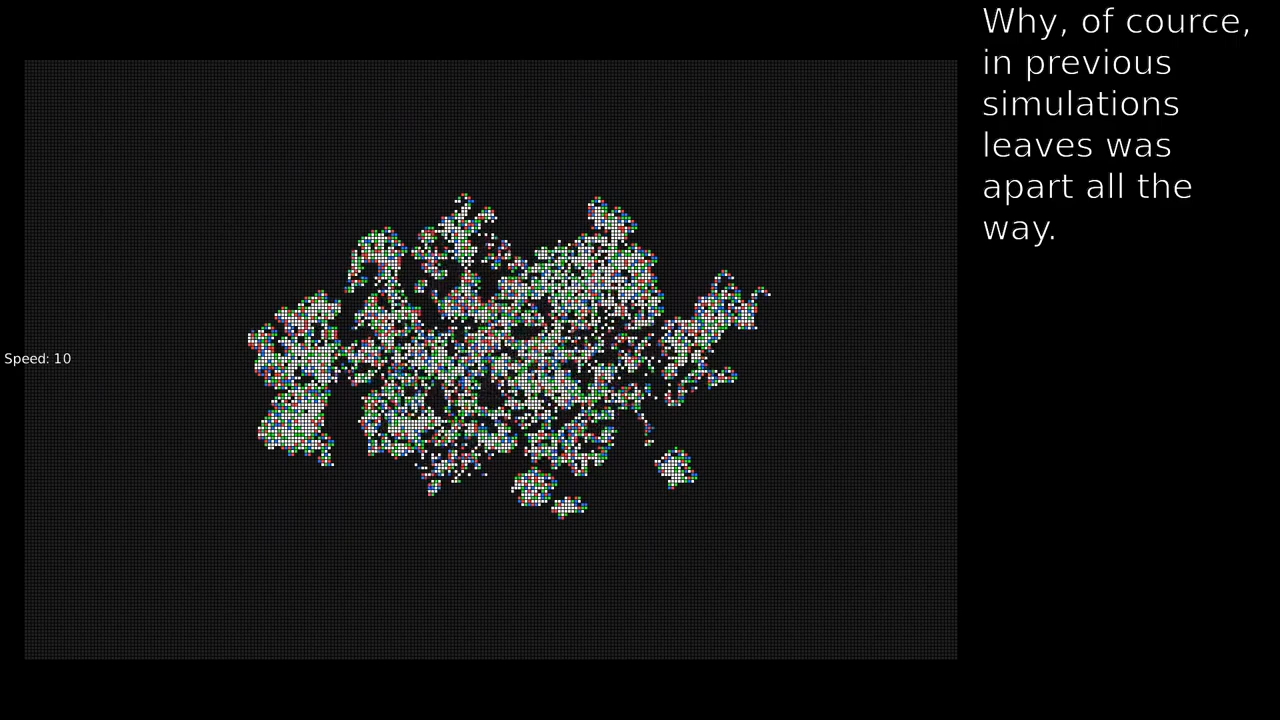 Why, of cource,
in previous
simulations
leaves was
apart all the
way.
Speed: 10